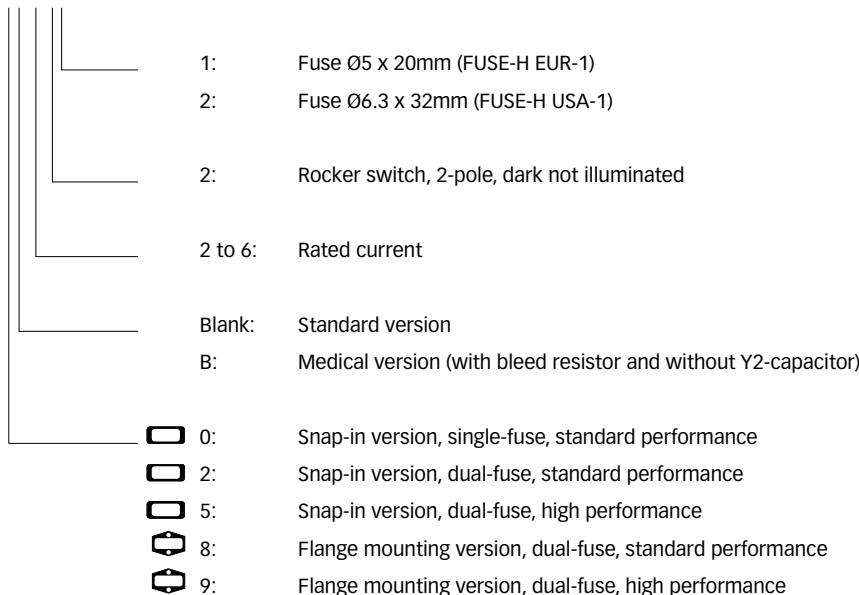 1: Fuse Ø5 x 20mm (FUSE-H EUR-1)
2: Fuse Ø6.3 x 32mm (FUSE-H USA-1)
2: Rocker switch, 2-pole, dark not illuminated
2 to 6: Rated current
Blank: Standard version
B: Medical version (with bleed resistor and without Y2-capacitor)
0: Snap-in version, single-fuse, standard performance
2: Snap-in version, dual-fuse, standard performance
5: Snap-in version, dual-fuse, high performance
8: Flange mounting version, dual-fuse, standard performance
9: Flange mounting version, dual-fuse, high performance